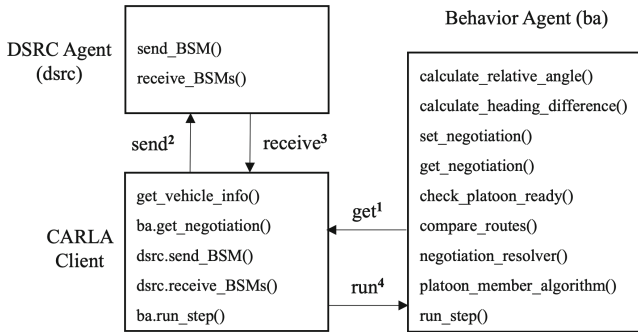 DSRC Agent
(dsrc)
send_BSM()
receive_BSMs()
send²
receive³
CARLA
Client
get_vehicle_info()
ba.get_negotiation()
dsrc.send_BSM()
dsrc.receive_BSMs()
ba.run_step()
get¹
run⁴
Behavior Agent (ba)
calculate_relative_angle()
calculate_heading_difference()
set_negotiation()
get_negotiation()
check_platoon_ready()
compare_routes()
negotiation_resolver()
platoon_member_algorithm()
run_step()